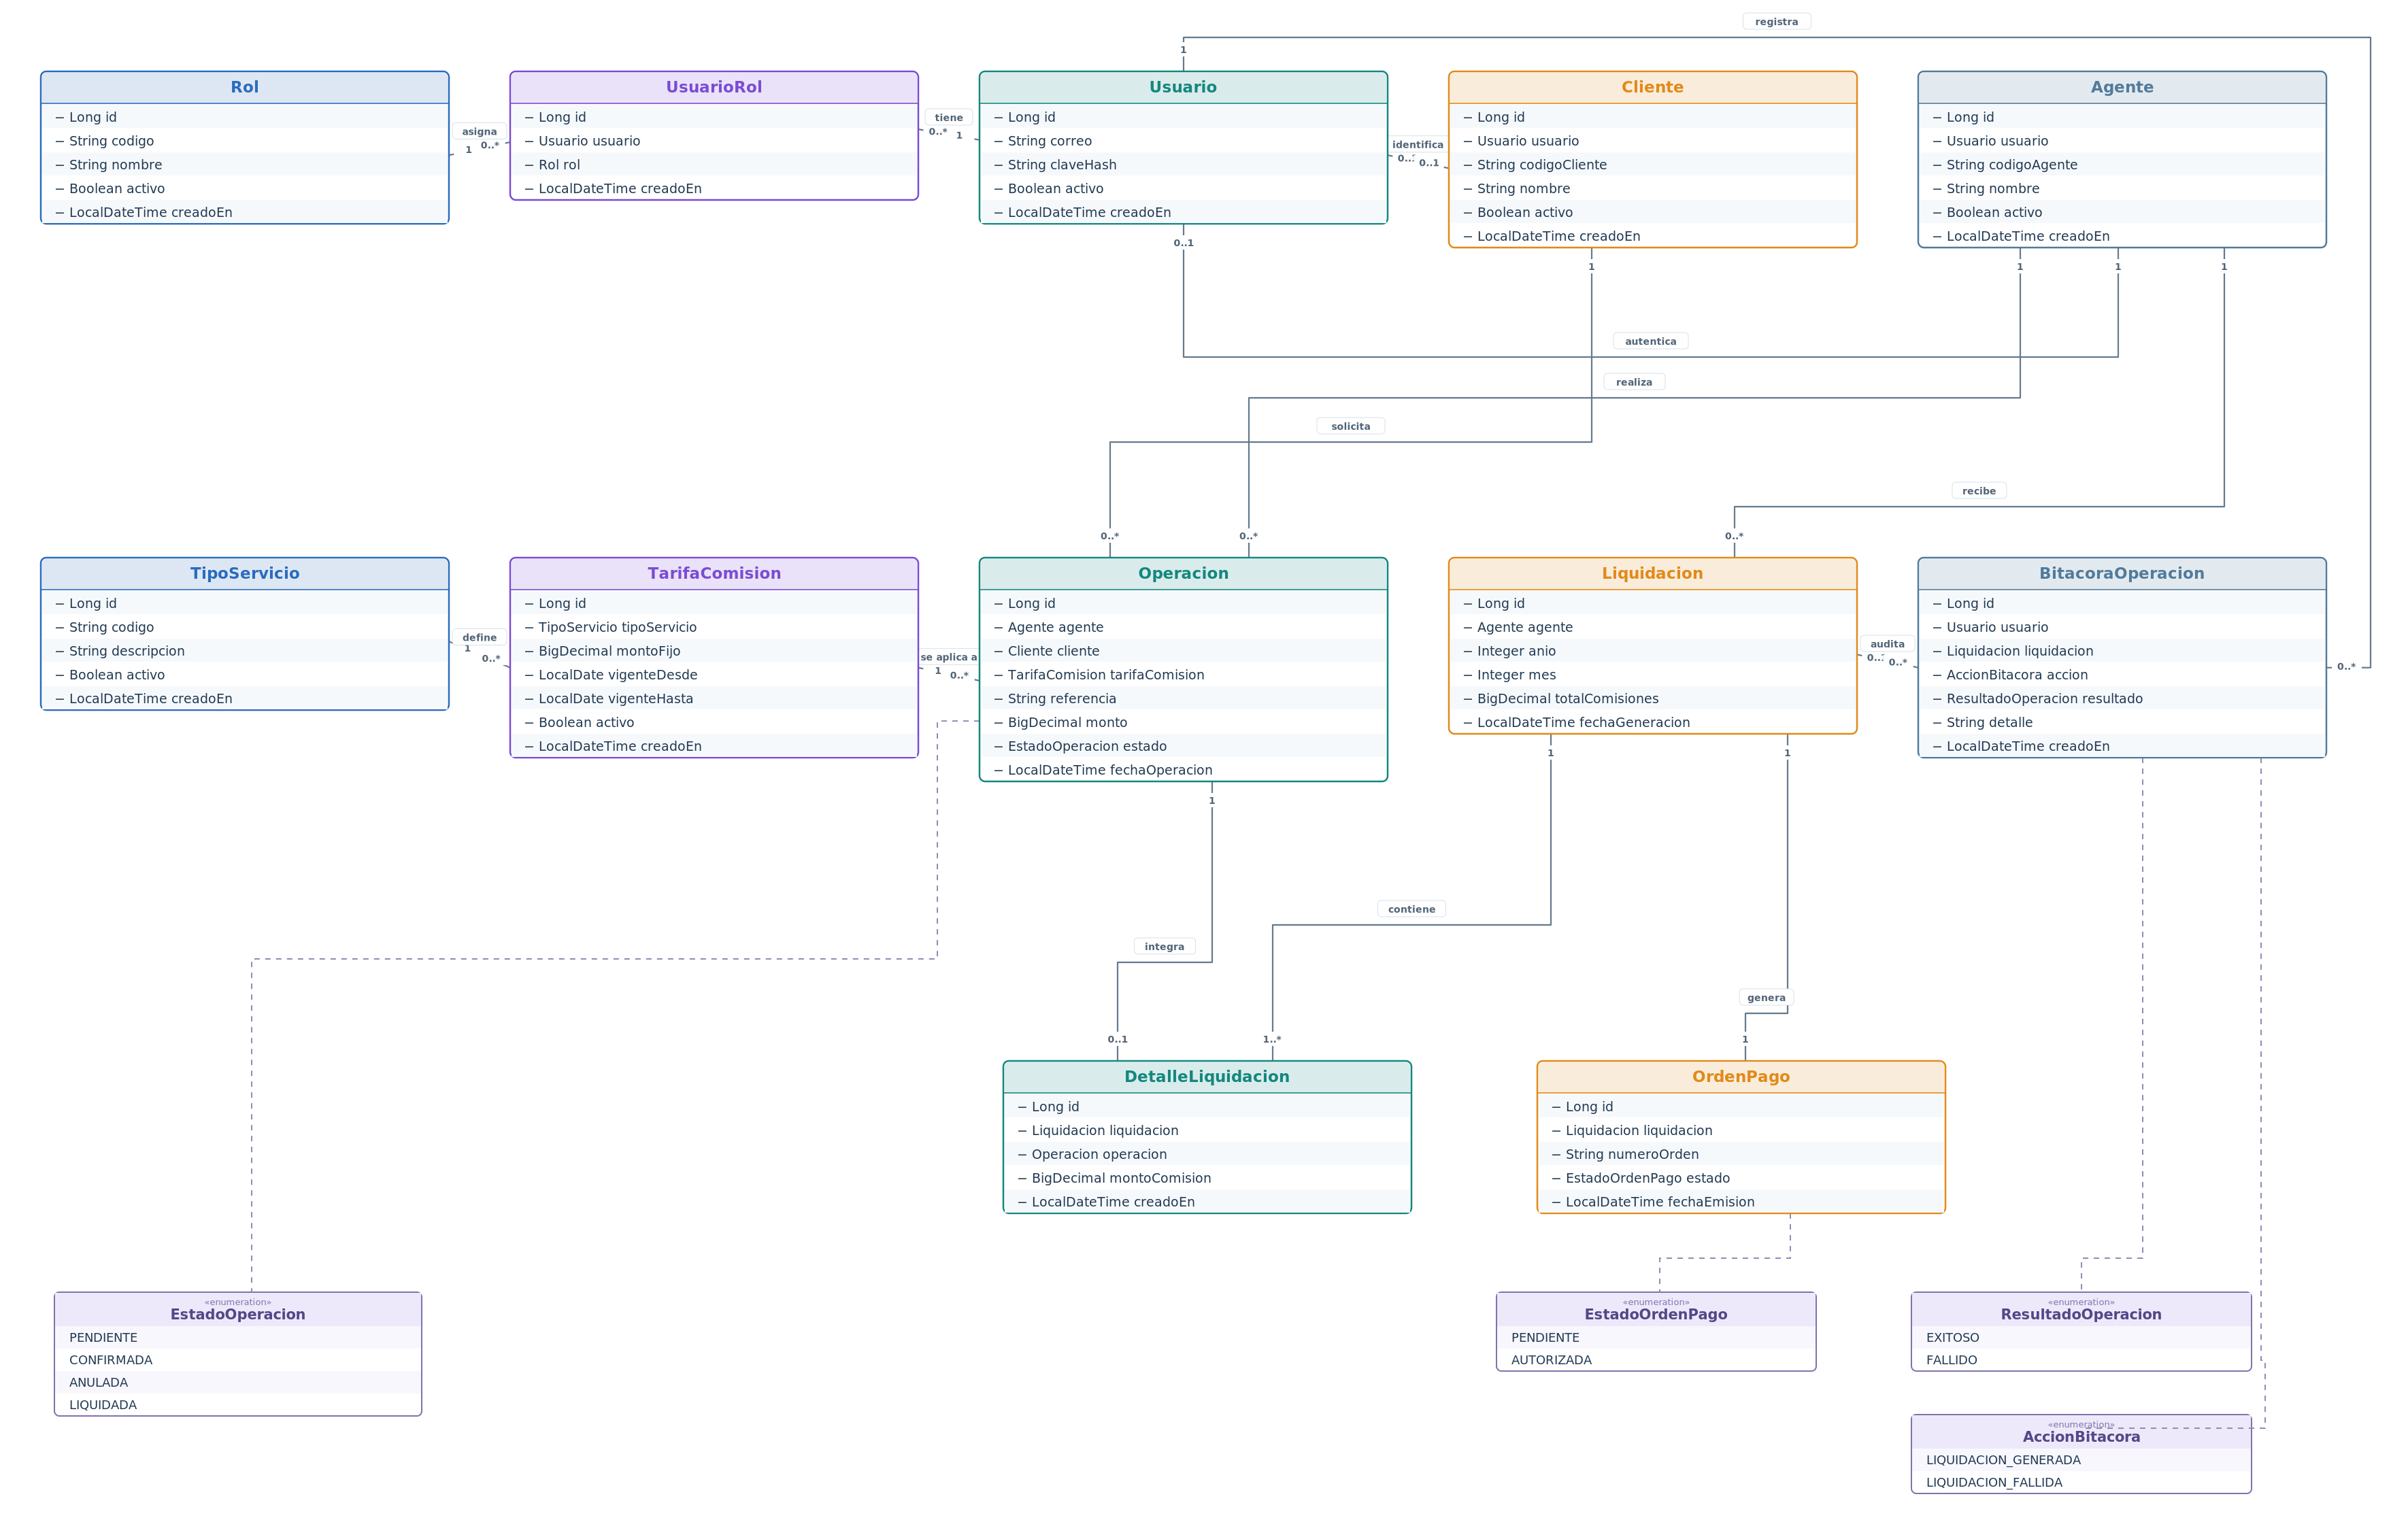 registra
1
Rol
− Long id
− String codigo
− String nombre
− Boolean activo
− LocalDateTime creadoEn
asigna
1
0..*
UsuarioRol
− Long id
− Usuario usuario
− Rol rol
− LocalDateTime creadoEn
tiene
0..*
1
Usuario
− Long id
− String correo
− String claveHash
− Boolean activo
− LocalDateTime creadoEn
identifica
0..1
Cliente
− Long id
− Usuario usuario
− String codigoCliente
− String nombre
− Boolean activo
− LocalDateTime creadoEn
Agente
− Long id
− Usuario usuario
− String codigoAgente
− String nombre
− Boolean activo
− LocalDateTime creadoEn
0..1
1
1
1
1
autentica
realiza
solicita
recibe
0..*
0..*
0..*
TipoServicio
− Long id
− String codigo
− String descripcion
− Boolean activo
− LocalDateTime creadoEn
define
1
0..*
TarifaComision
− Long id
− TipoServicio tipoServicio
− BigDecimal montoFijo
− LocalDate vigenteDesde
− LocalDate vigenteHasta
− Boolean activo
− LocalDateTime creadoEn
se aplica a
1
0..*
Operacion
− Long id
− Agente agente
− Cliente cliente
− TarifaComision tarifaComision
− String referencia
− BigDecimal monto
− EstadoOperacion estado
− LocalDateTime fechaOperacion
Liquidacion
− Long id
− Agente agente
− Integer anio
− Integer mes
− BigDecimal totalComisiones
− LocalDateTime fechaGeneracion
audita
0..*
BitacoraOperacion
− Long id
− Usuario usuario
− Liquidacion liquidacion
− AccionBitacora accion
− ResultadoOperacion resultado
− String detalle
− LocalDateTime creadoEn
0..*
1
1
1
contiene
integra
genera
0..1
1..*
1
DetalleLiquidacion
− Long id
− Liquidacion liquidacion
− Operacion operacion
− BigDecimal montoComision
− LocalDateTime creadoEn
OrdenPago
− Long id
− Liquidacion liquidacion
− String numeroOrden
− EstadoOrdenPago estado
− LocalDateTime fechaEmision
«enumeration»
EstadoOperacion
PENDIENTE
CONFIRMADA
ANULADA
LIQUIDADA
«enumeration»
EstadoOrdenPago
PENDIENTE
AUTORIZADA
«enumeration»
ResultadoOperacion
EXITOSO
FALLIDO
«enumeration»
AccionBitacora
LIQUIDACION_GENERADA
LIQUIDACION_FALLIDA